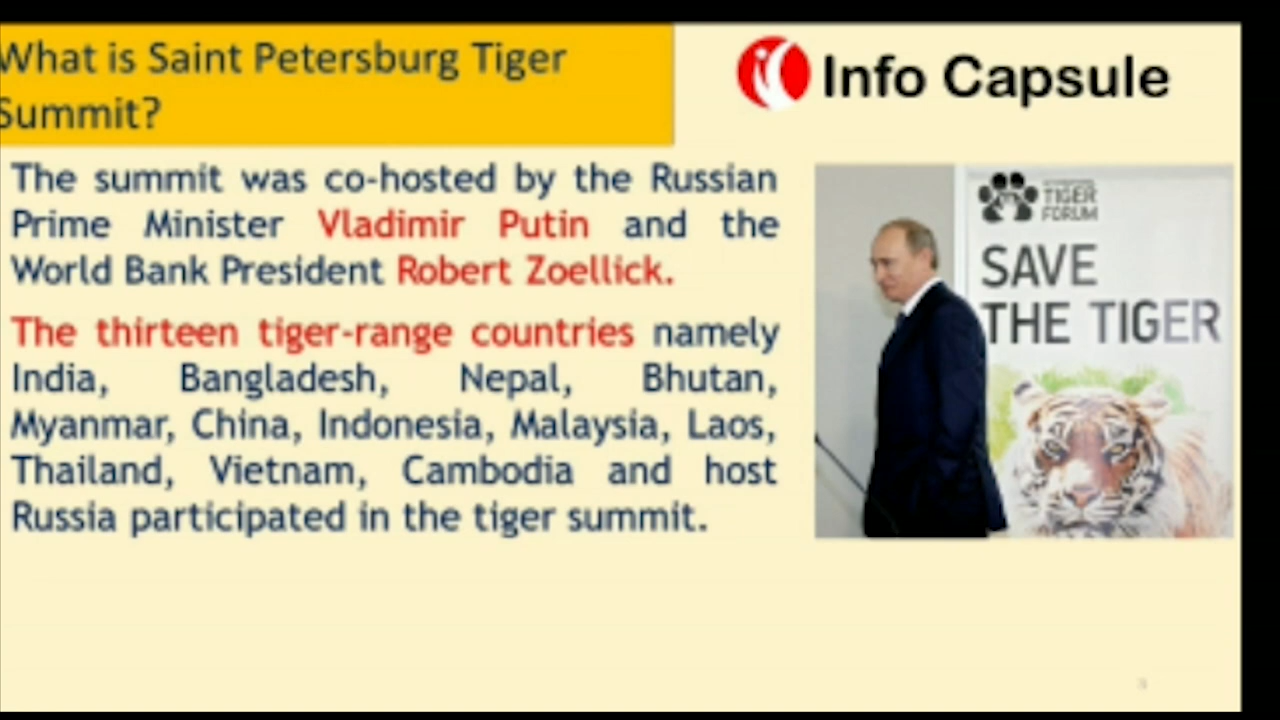 What is Saint Petersburg Tiger
Summit?
Info Capsule
The summit was co-hosted by the Russian
Prime Minister Vladimir Putin and the
World Bank President Robert Zoellick.
The thirteen tiger-range countries namely
India, Bangladesh, Nepal, Bhutan,
Myanmar, China, Indonesia, Malaysia, Laos,
Thailand, Vietnam, Cambodia and host
Russia participated in the tiger summit.
TIGER
FORUM
SAVE
THE TIGER